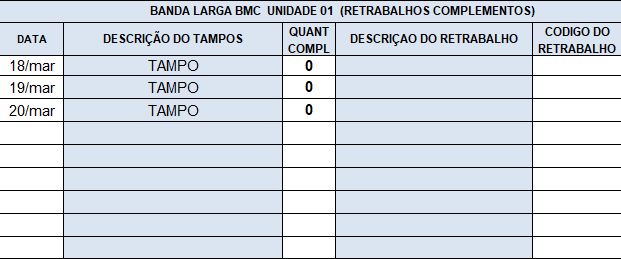 BANDA LARGA BMC UNIDADE 01 (RETRABALHOS COMPLEMENTOS)
DATA DESCRIÇÃO DO TAMPOS QUANT COMPL DESCRIÇAO DO RETRABALHO CODIGO DO RETRABALHO
18/mar TAMPO 0
19/mar TAMPO 0
20/mar TAMPO 0